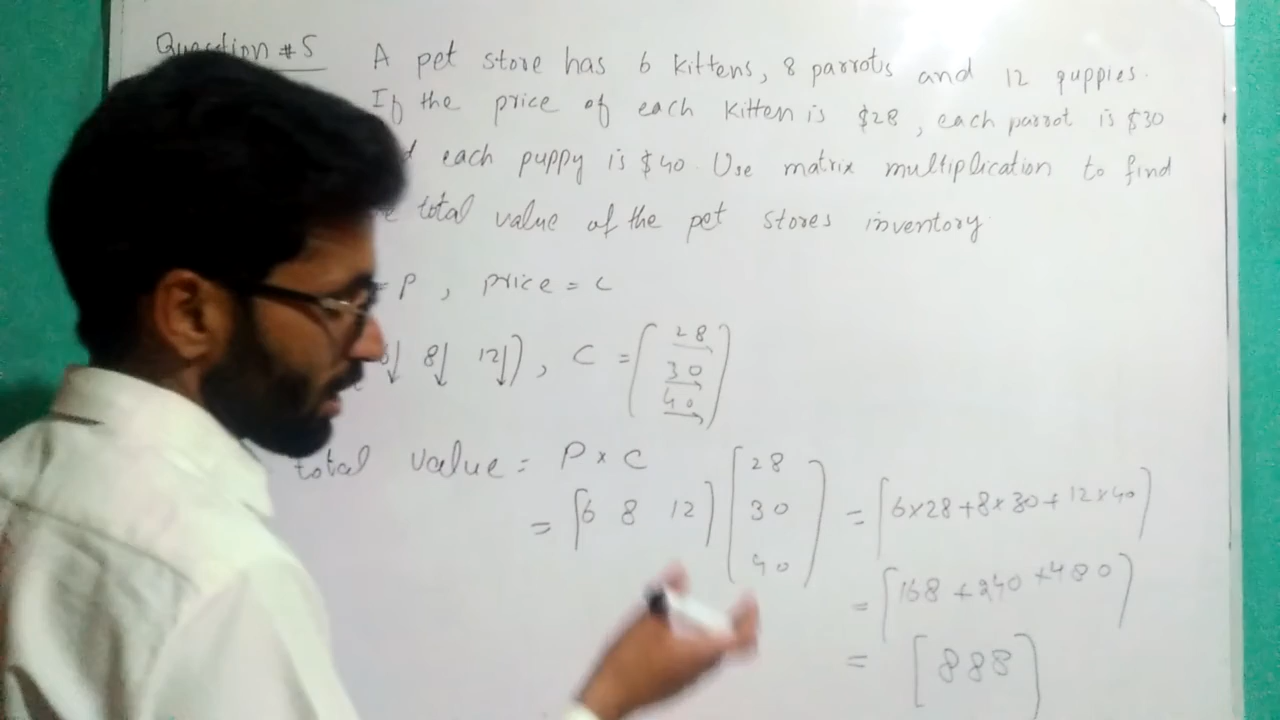 Question #5
A pet store has 6 kittens, 8 parrots and 12 puppies.
If the price of each kitten is $28, each parrot is $30
each puppy is $40. Use matrix multiplication to find
total value of the pet stores inventory
= P , price = C
8 12], C = [28
30
40]
total value = P × C
= [6 8 12] [28
30
40] = [6×28+8×30+12×40]
= [168 + 240 + 480]
= [888]